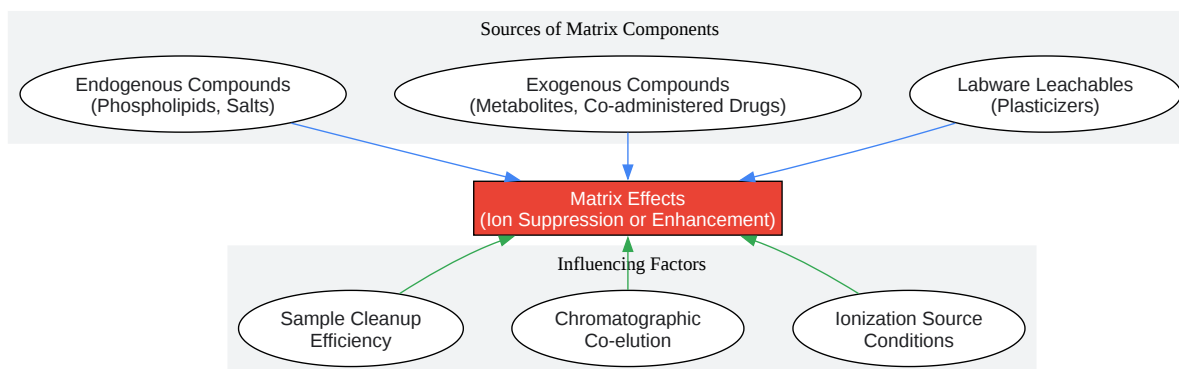 Sources of Matrix Components
Endogenous Compounds
(Phospholipids, Salts)
Exogenous Compounds
(Metabolites, Co-administered Drugs)
Labware Leachables
(Plasticizers)
Matrix Effects
(Ion Suppression or Enhancement)
Influencing Factors
Sample Cleanup
Efficiency
Chromatographic
Co-elution
Ionization Source
Conditions